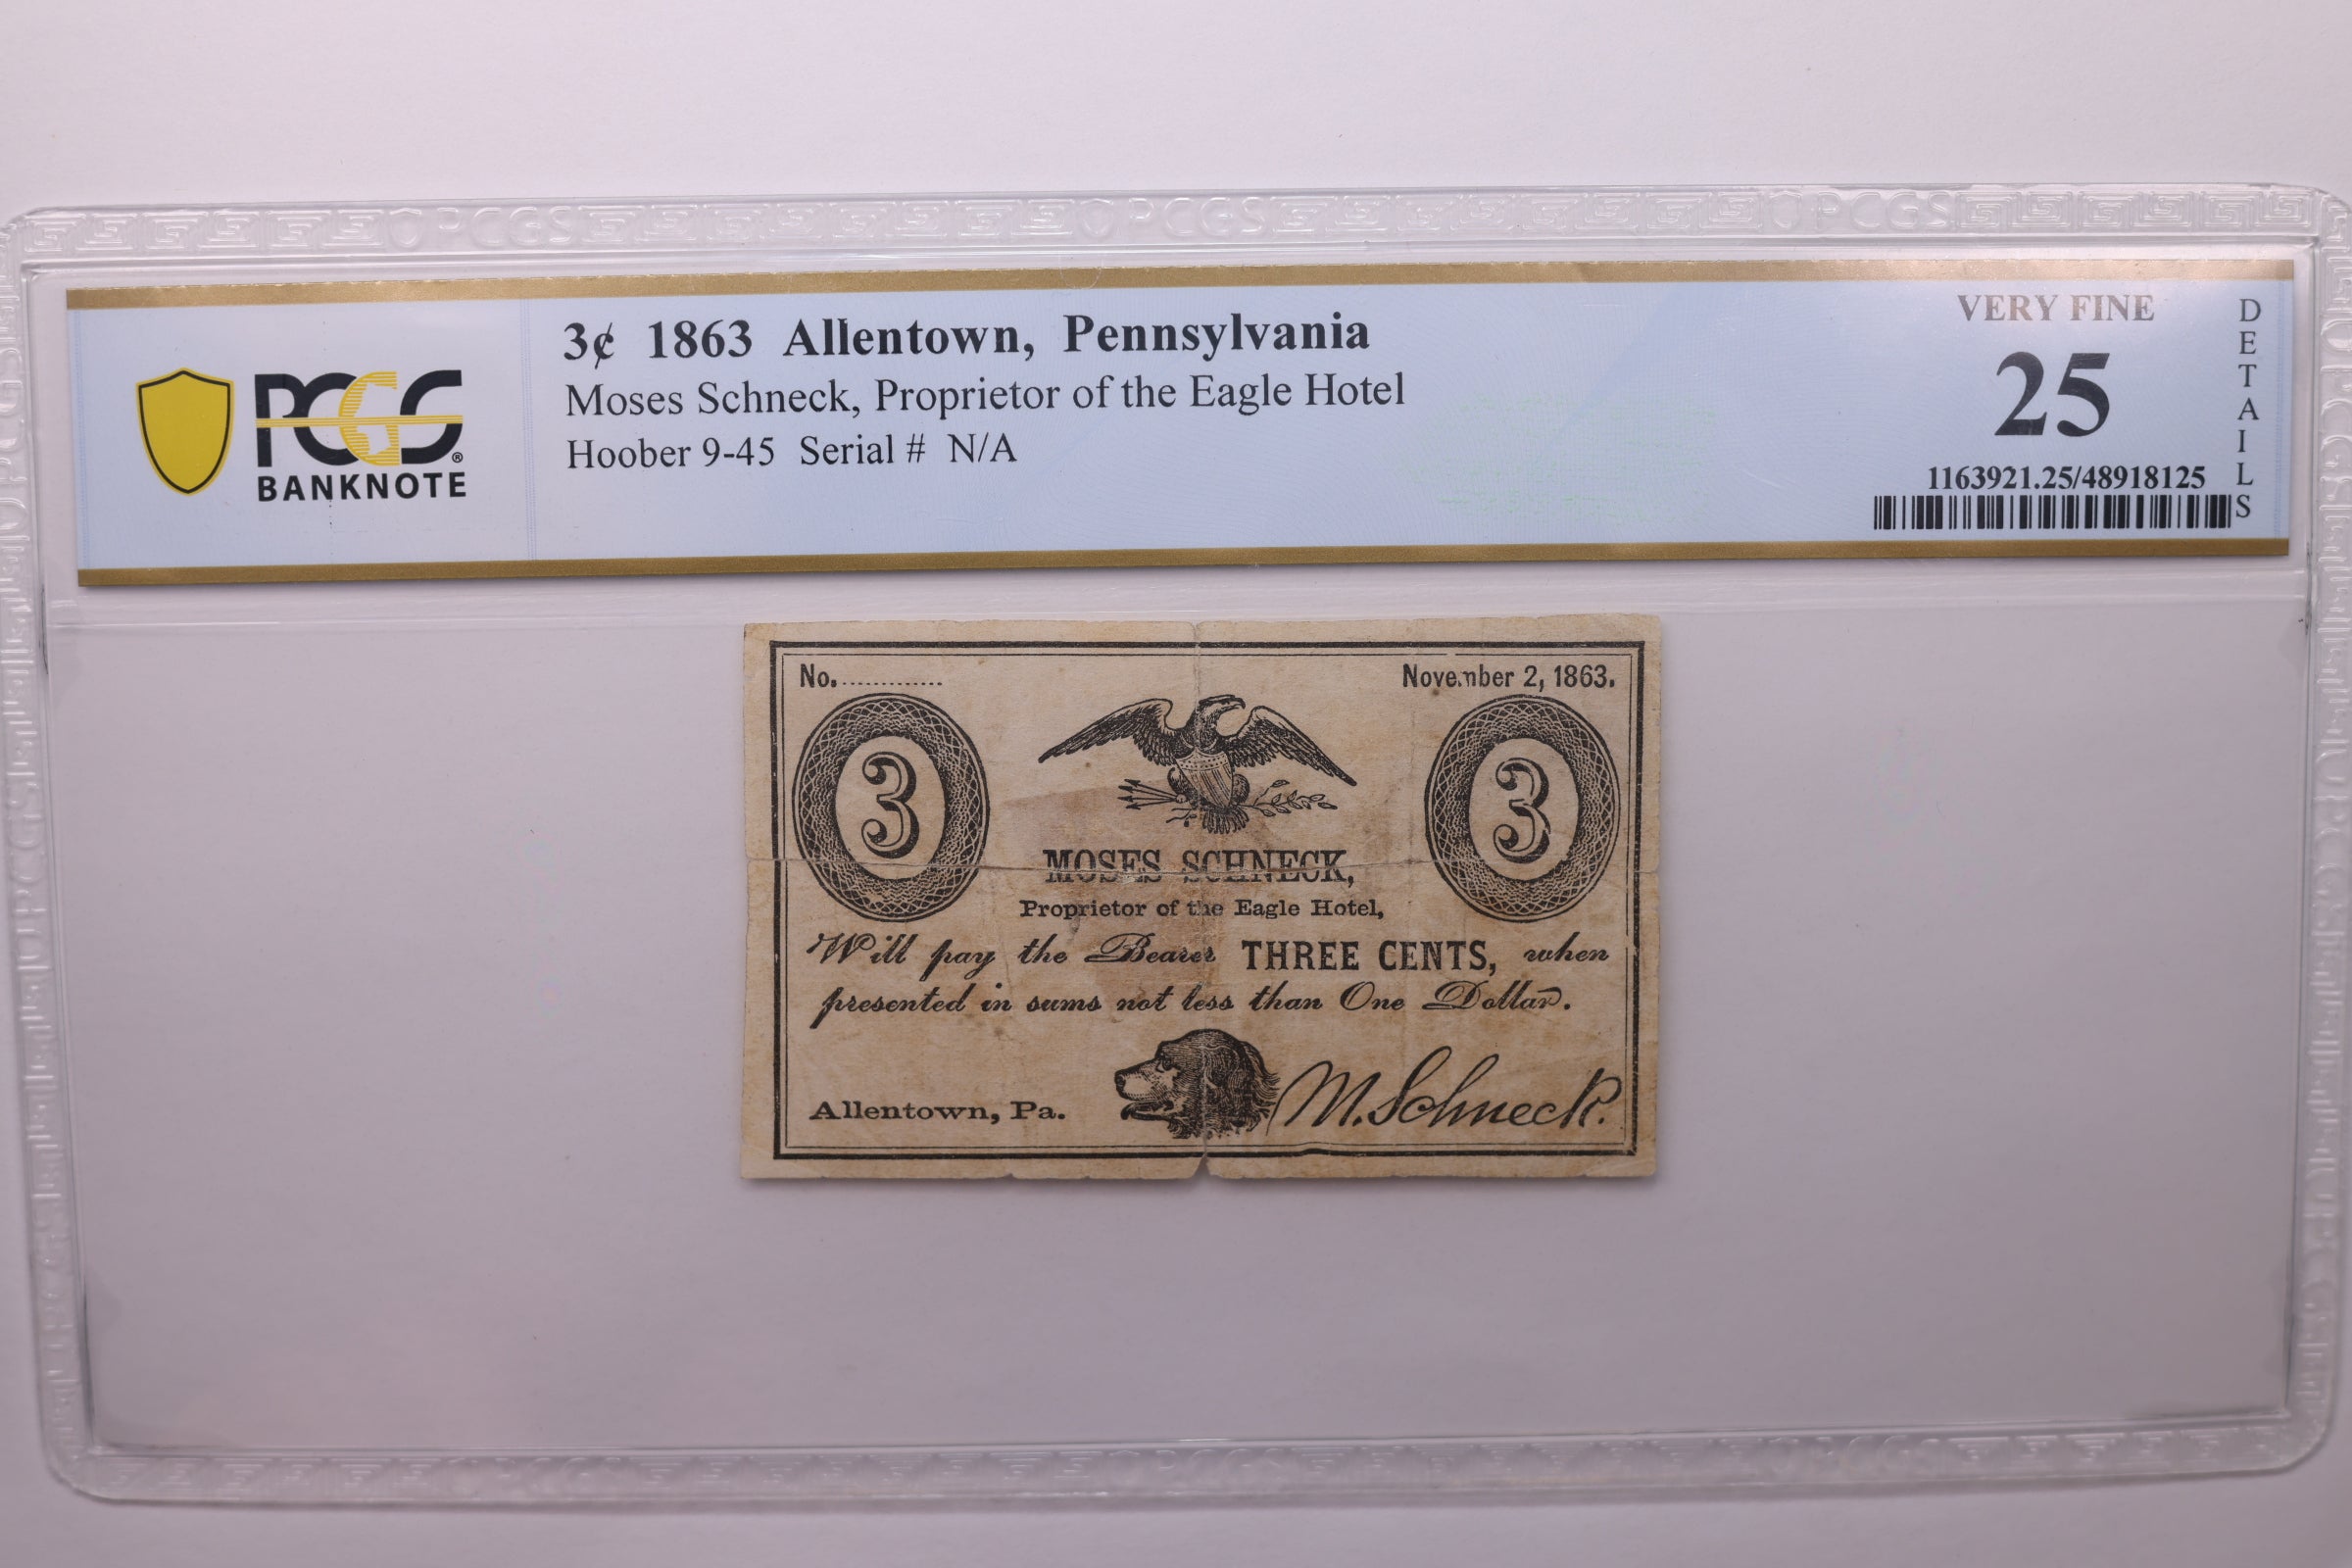 PCGS
BANKNOTE
3¢ 1863 Allentown, Pennsylvania
Moses Schneck, Proprietor of the Eagle Hotel
Hoober 9-45 Serial # N/A
VERY FINE
25
1163921.25/48918125
DETAILS
No.............
November 2, 1863.
3
3
MOSES SCHNECK,
Proprietor of the Eagle Hotel,
Will pay the Bearer THREE CENTS, when
presented in sums not less than One Dollar.
Allentown, Pa.
M. Schneck.